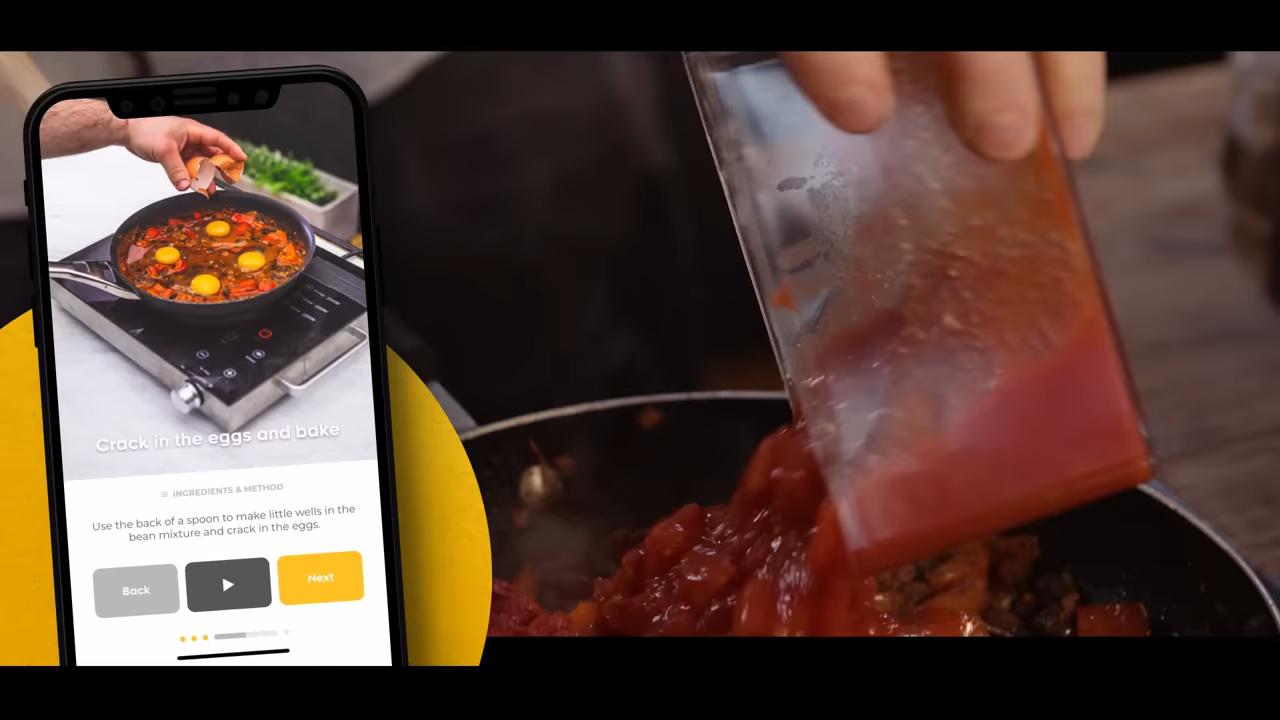 Crack in the eggs and bake
INGREDIENTS & METHOD
Use the back of a spoon to make little wells in the
bean mixture and crack in the eggs.
Back
Next